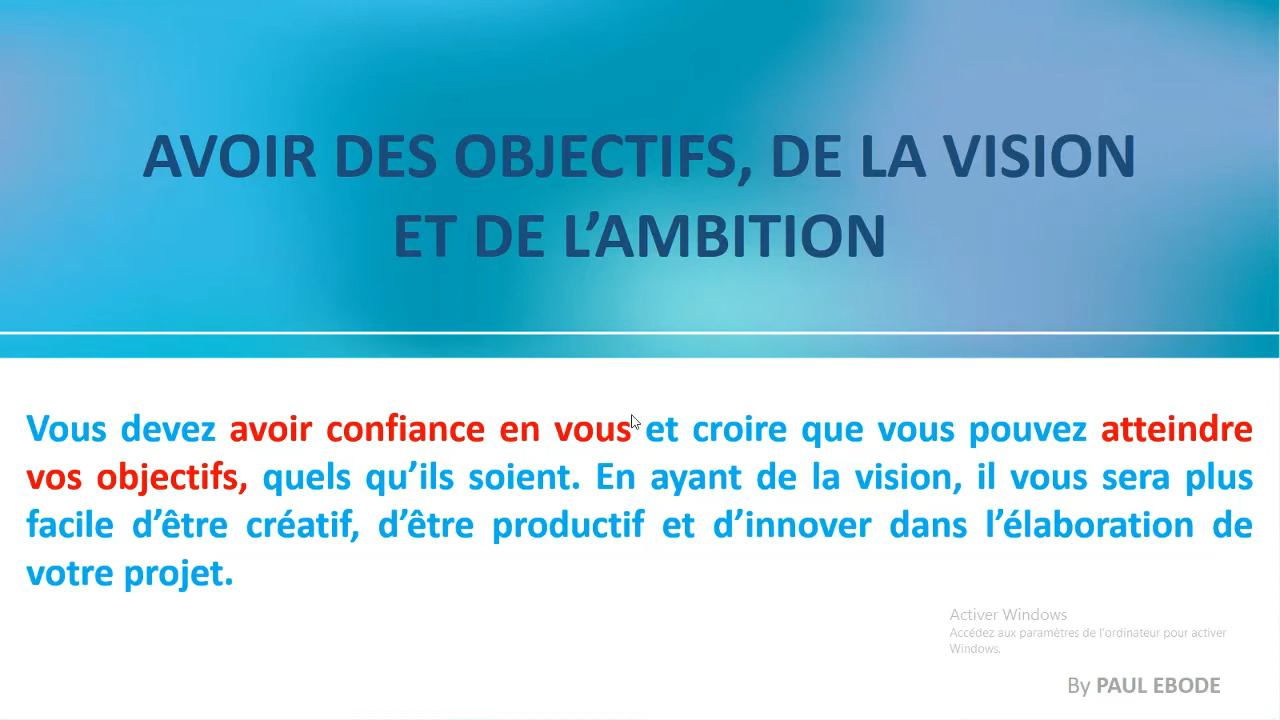 AVOIR DES OBJECTIFS, DE LA VISION
ET DE L’AMBITION
Vous devez avoir confiance en vous et croire que vous pouvez atteindre
vos objectifs, quels qu’ils soient. En ayant de la vision, il vous sera plus
facile d’être créatif, d’être productif et d’innover dans l’élaboration de
votre projet.
Activer Windows
Accédez aux paramètres de l'ordinateur pour activer
Windows.
By PAUL EBODE